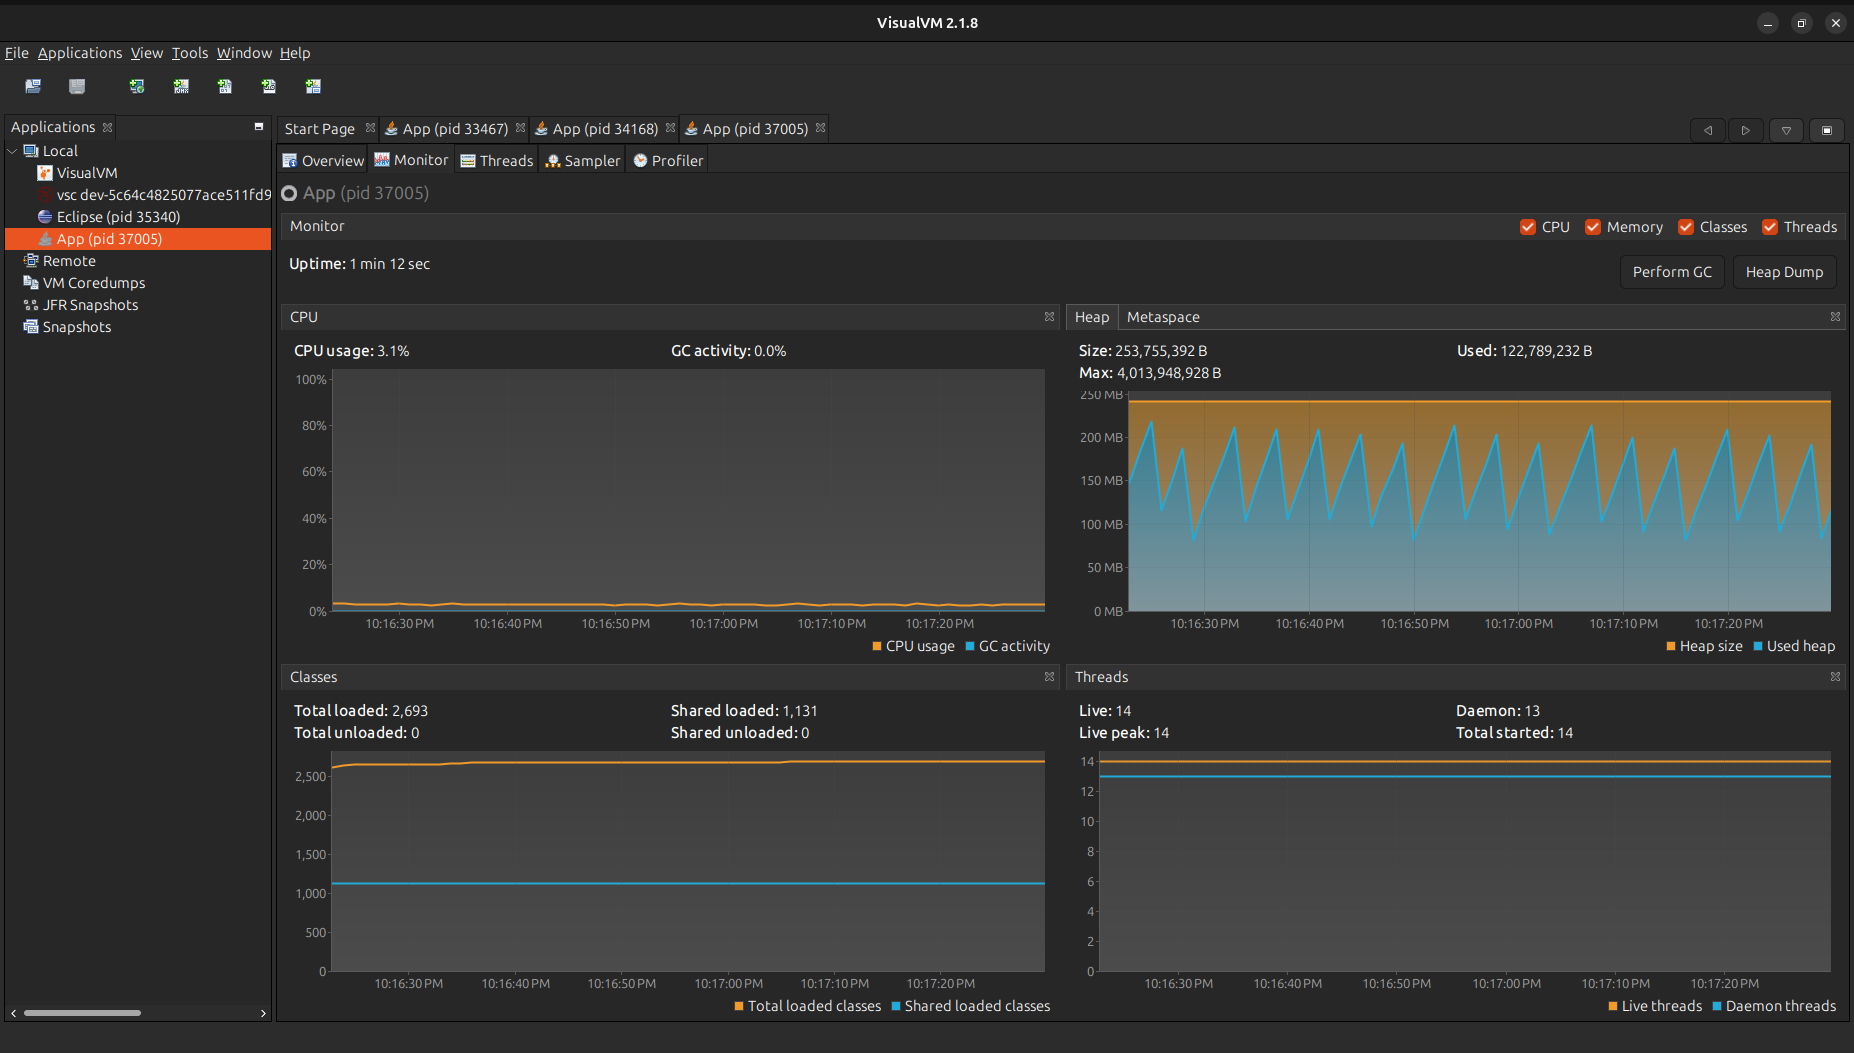 VisualVM 2.1.8
File Applications View Tools Window Help
Applications
Local
VisualVM
vsc dev-5c64c4825077ace511fd9
Eclipse (pid 35340)
App (pid 37005)
Remote
VM Coredumps
JFR Snapshots
Snapshots
Start Page App (pid 33467) App (pid 34168) App (pid 37005)
Overview Monitor Threads Sampler Profiler
App (pid 37005)
Monitor CPU Memory Classes Threads
Uptime: 1 min 12 sec
Perform GC Heap Dump
CPU
CPU usage: 3.1% GC activity: 0.0%
100%
80%
60%
40%
20%
0%
10:16:30 PM 10:16:40 PM 10:16:50 PM 10:17:00 PM 10:17:10 PM 10:17:20 PM
CPU usage GC activity
Heap Metaspace
Size: 253,755,392 B Used: 122,789,232 B
Max: 4,013,948,928 B
250 MB
200 MB
150 MB
100 MB
50 MB
0 MB
10:16:30 PM 10:16:40 PM 10:16:50 PM 10:17:00 PM 10:17:10 PM 10:17:20 PM
Heap size Used heap
Classes
Total loaded: 2,693 Shared loaded: 1,131
Total unloaded: 0 Shared unloaded: 0
2,500
2,000
1,500
1,000
500
0
10:16:30 PM 10:16:40 PM 10:16:50 PM 10:17:00 PM 10:17:10 PM 10:17:20 PM
Total loaded classes Shared loaded classes
Threads
Live: 14 Daemon: 13
Live peak: 14 Total started: 14
14
12
10
8
6
4
2
0
10:16:30 PM 10:16:40 PM 10:16:50 PM 10:17:00 PM 10:17:10 PM 10:17:20 PM
Live threads Daemon threads